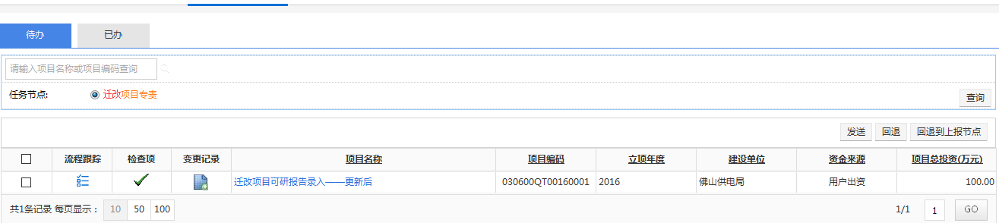 待办 已办
请输入项目名称或项目编码查询
任务节点: 迁改项目专责
查询
发送 回退 回退到上报节点
流程跟踪 检查项 变更记录 项目名称 项目编码 立项年度 建设单位 资金来源 项目总投资(万元)
迁改项目可研报告录入——更新后 030600QT00160001 2016 佛山供电局 用户出资 100.00
共1条记录 每页显示： 10 50 100 1/1 1 GO